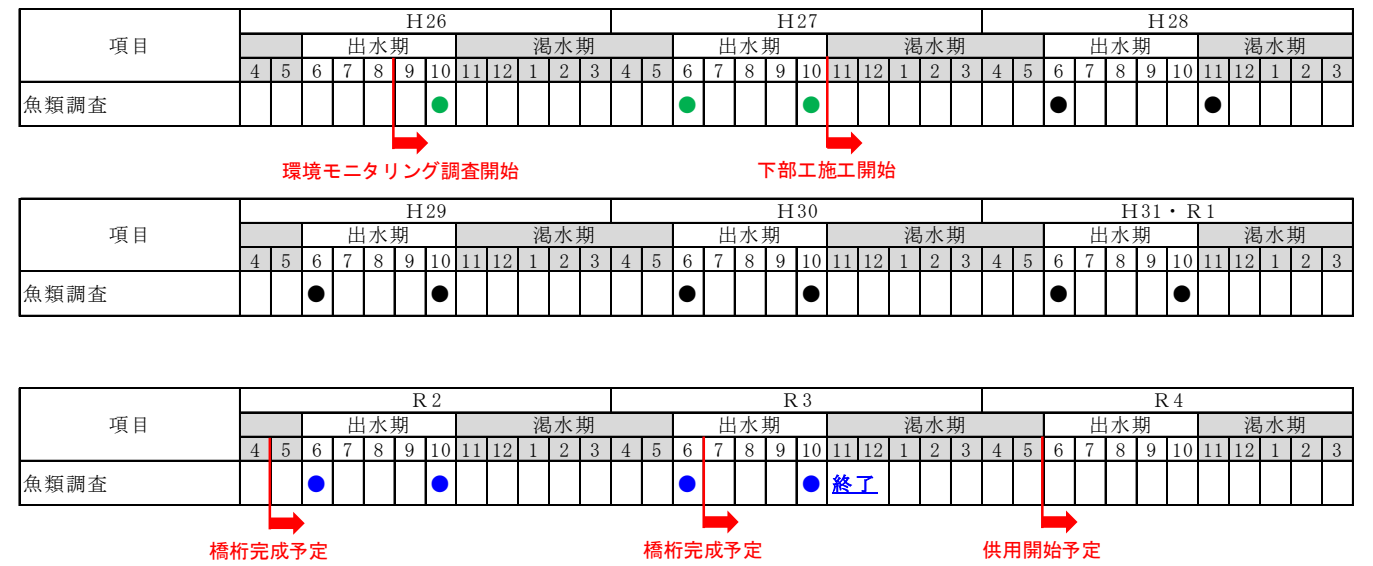 項目 H26 H27 H28
出水期 渇水期 出水期 渇水期 出水期 渇水期
4 5 6 7 8 9 10 11 12 1 2 3 4 5 6 7 8 9 10 11 12 1 2 3 4 5 6 7 8 9 10 11 12 1 2 3
魚類調査 ● ● ● ● ●
環境モニタリング調査開始 下部工施工開始
項目 H29 H30 H31・R1
出水期 渇水期 出水期 渇水期 出水期 渇水期
4 5 6 7 8 9 10 11 12 1 2 3 4 5 6 7 8 9 10 11 12 1 2 3 4 5 6 7 8 9 10 11 12 1 2 3
魚類調査 ● ● ● ● ● ●
項目 R2 R3 R4
出水期 渇水期 出水期 渇水期 出水期 渇水期
4 5 6 7 8 9 10 11 12 1 2 3 4 5 6 7 8 9 10 11 12 1 2 3 4 5 6 7 8 9 10 11 12 1 2 3
魚類調査 ● ● ● ● 終了
橋桁完成予定 橋桁完成予定 供用開始予定